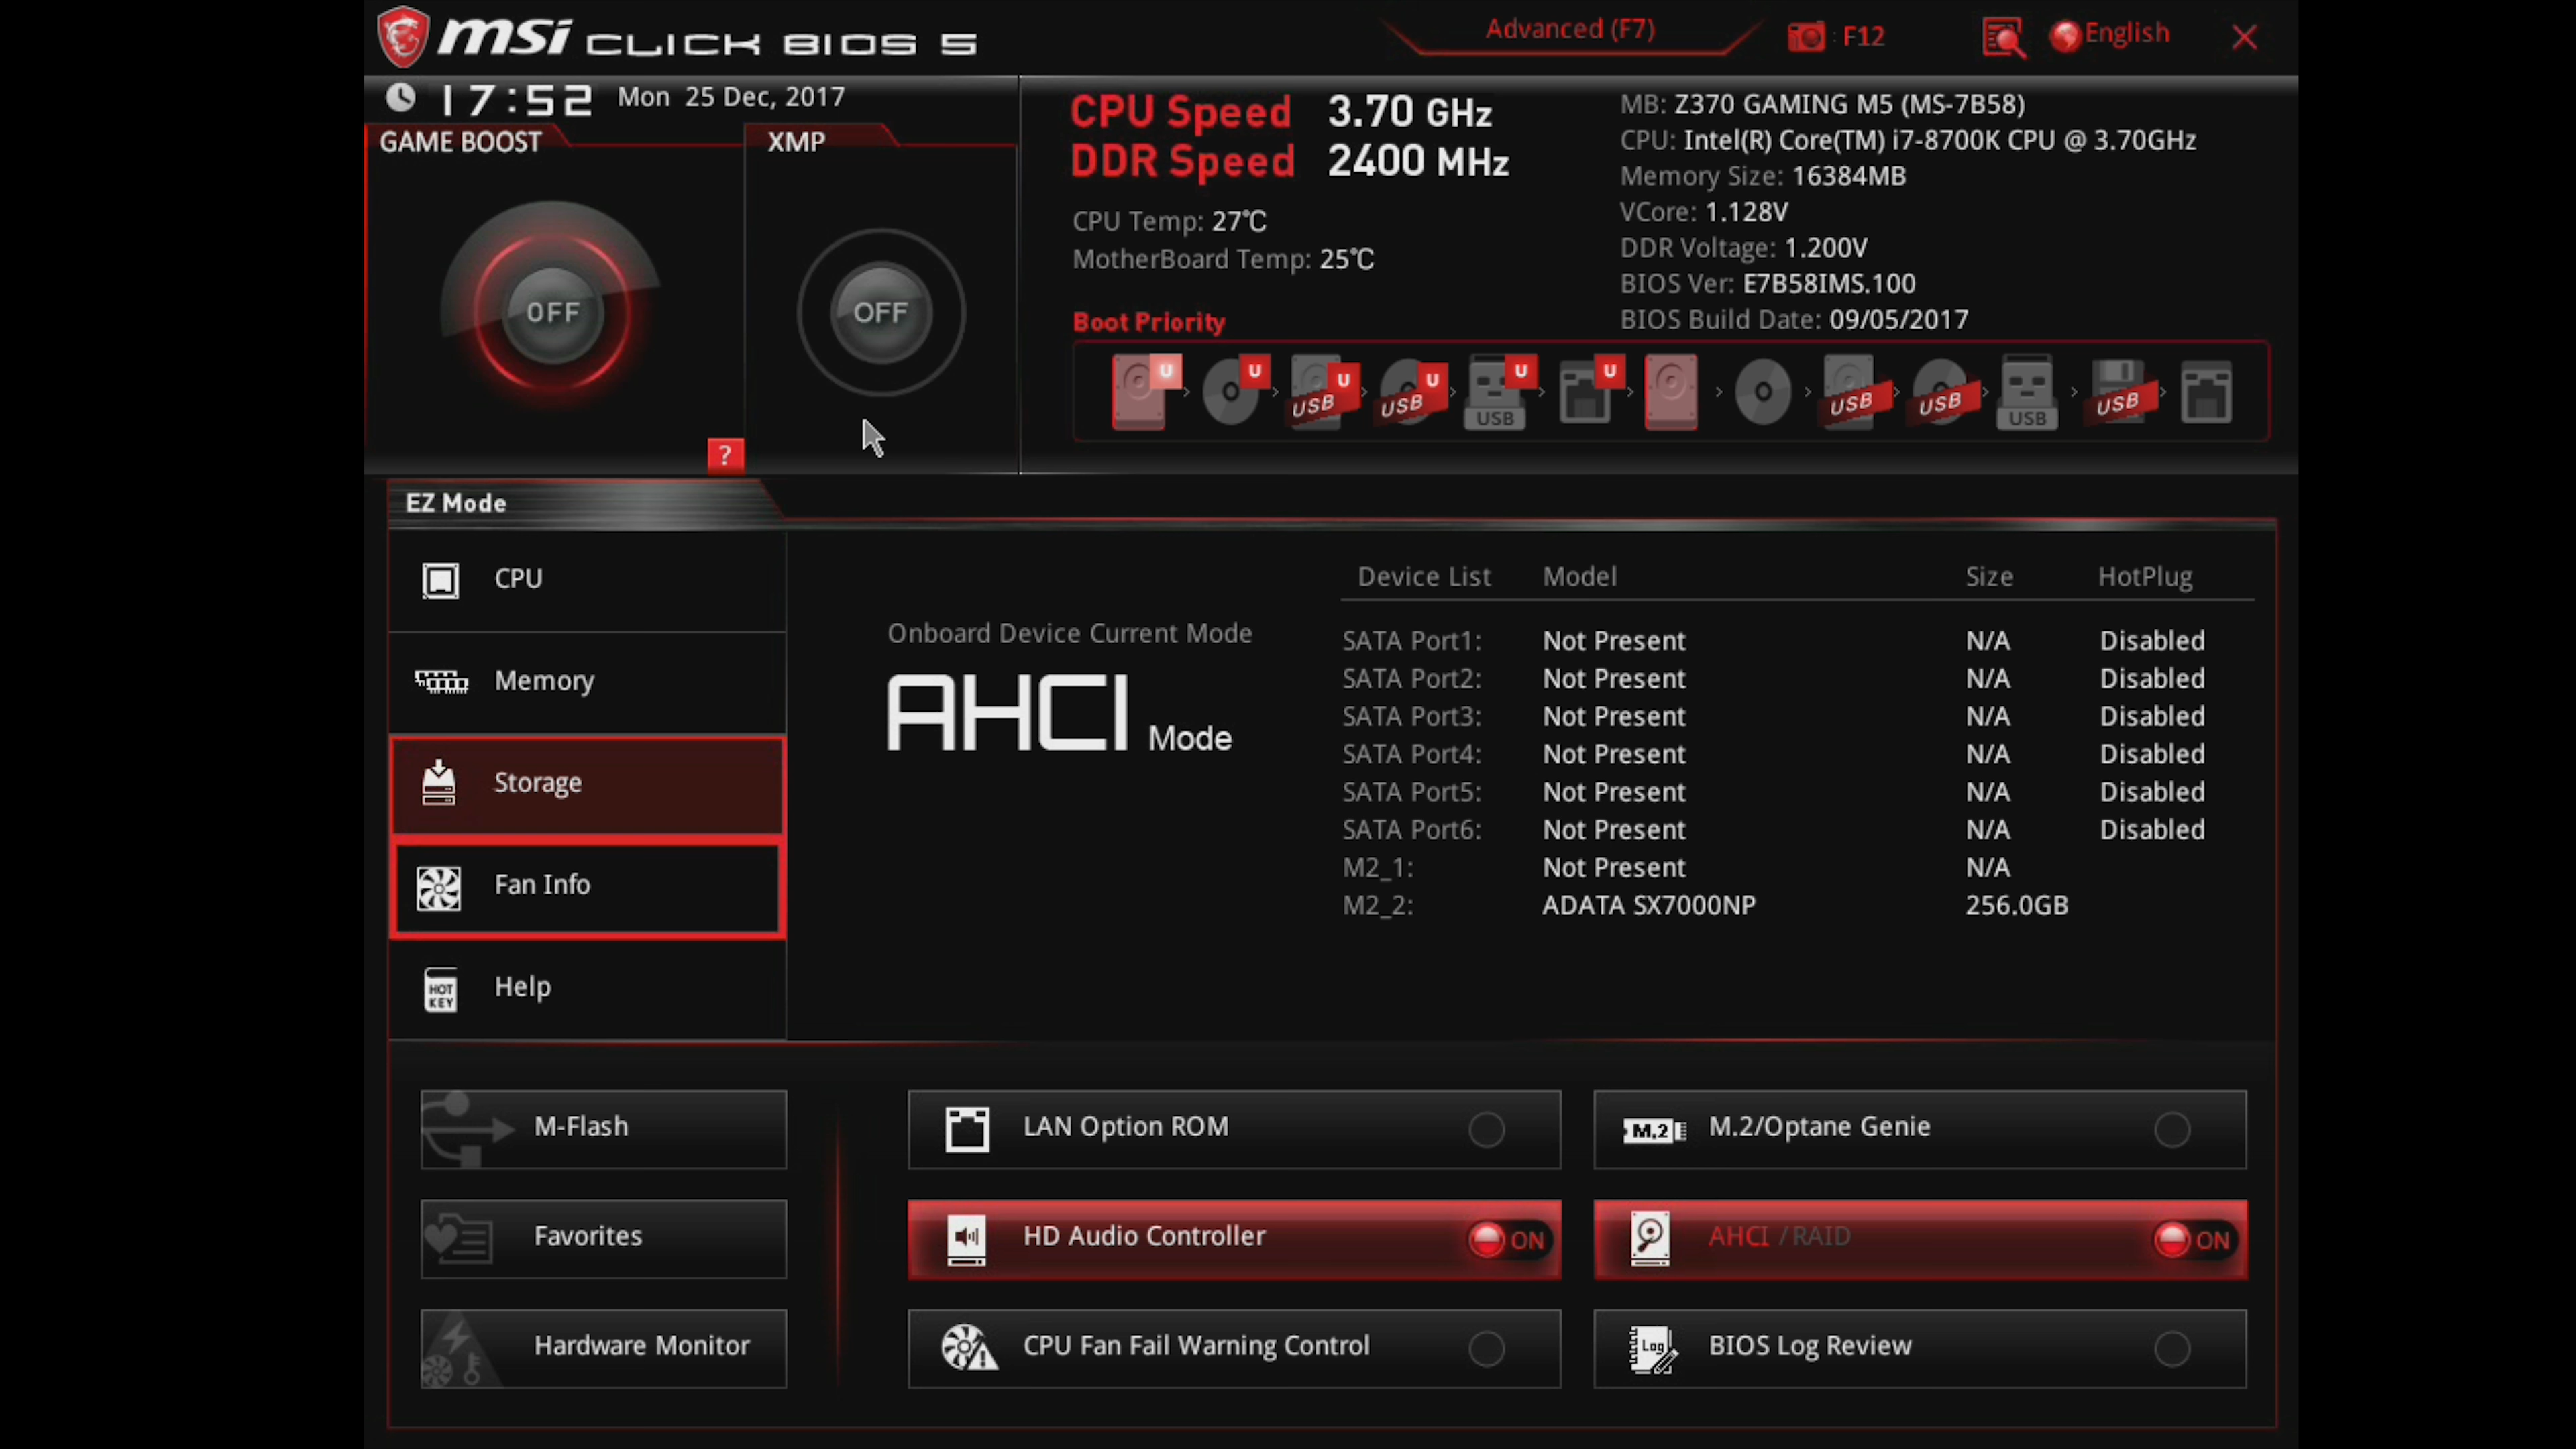 msi CLICK BIOS 5
Advanced (F7)
: F12
English
17:52 Mon 25 Dec, 2017
GAME BOOST
OFF
?
XMP
OFF
CPU Speed 3.70 GHz
DDR Speed 2400 MHz
CPU Temp: 27°C
MotherBoard Temp: 25°C
MB: Z370 GAMING M5 (MS-7B58)
CPU: Intel(R) Core(TM) i7-8700K CPU @ 3.70GHz
Memory Size: 16384MB
VCore: 1.128V
DDR Voltage: 1.200V
BIOS Ver: E7B58IMS.100
BIOS Build Date: 09/05/2017
Boot Priority
U U U USB U USB U USB U USB USB USB USB
EZ Mode
CPU
Memory
Storage
Fan Info
HOT KEY Help
Onboard Device Current Mode
AHCI Mode
Device List Model Size HotPlug
SATA Port1: Not Present N/A Disabled
SATA Port2: Not Present N/A Disabled
SATA Port3: Not Present N/A Disabled
SATA Port4: Not Present N/A Disabled
SATA Port5: Not Present N/A Disabled
SATA Port6: Not Present N/A Disabled
M2_1: Not Present N/A
M2_2: ADATA SX7000NP 256.0GB
M-Flash
LAN Option ROM
M.2 M.2/Optane Genie
Favorites
HD Audio Controller ON
AHCI /RAID ON
Hardware Monitor
CPU Fan Fail Warning Control
Log BIOS Log Review